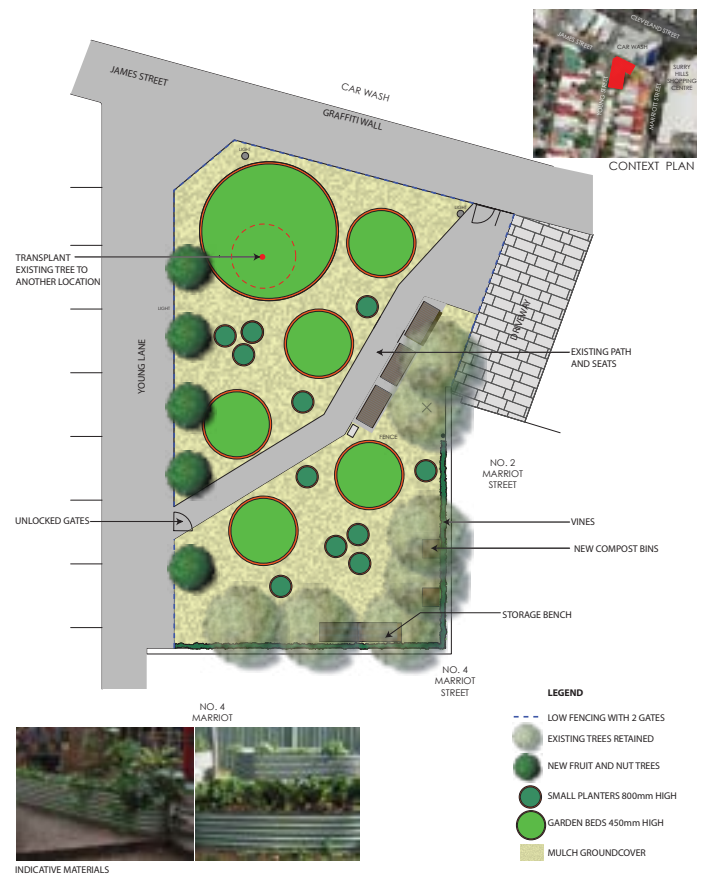 CLEVELAND STREET
JAMES STREET
CAR WASH
SURRY
HILLS
SHOPPING
CENTRE
YOUNG STREET
MARRIOTT STREET
CONTEXT PLAN
JAMES STREET
CAR WASH
GRAFFITI WALL
LIGHT
LIGHT
TRANSPLANT
EXISTING TREE TO
ANOTHER LOCATION
LIGHT
DRIVEWAY
YOUNG LANE
EXISTING PATH
AND SEATS
FENCE
NO. 2
MARRIOT
STREET
UNLOCKED GATES
VINES
NEW COMPOST BINS
STORAGE BENCH
NO. 4
MARRIOT
STREET
NO. 4
MARRIOT
LEGEND
LOW FENCING WITH 2 GATES
EXISTING TREES RETAINED
NEW FRUIT AND NUT TREES
SMALL PLANTERS 800mm HIGH
GARDEN BEDS 450mm HIGH
MULCH GROUNDCOVER
INDICATIVE MATERIALS